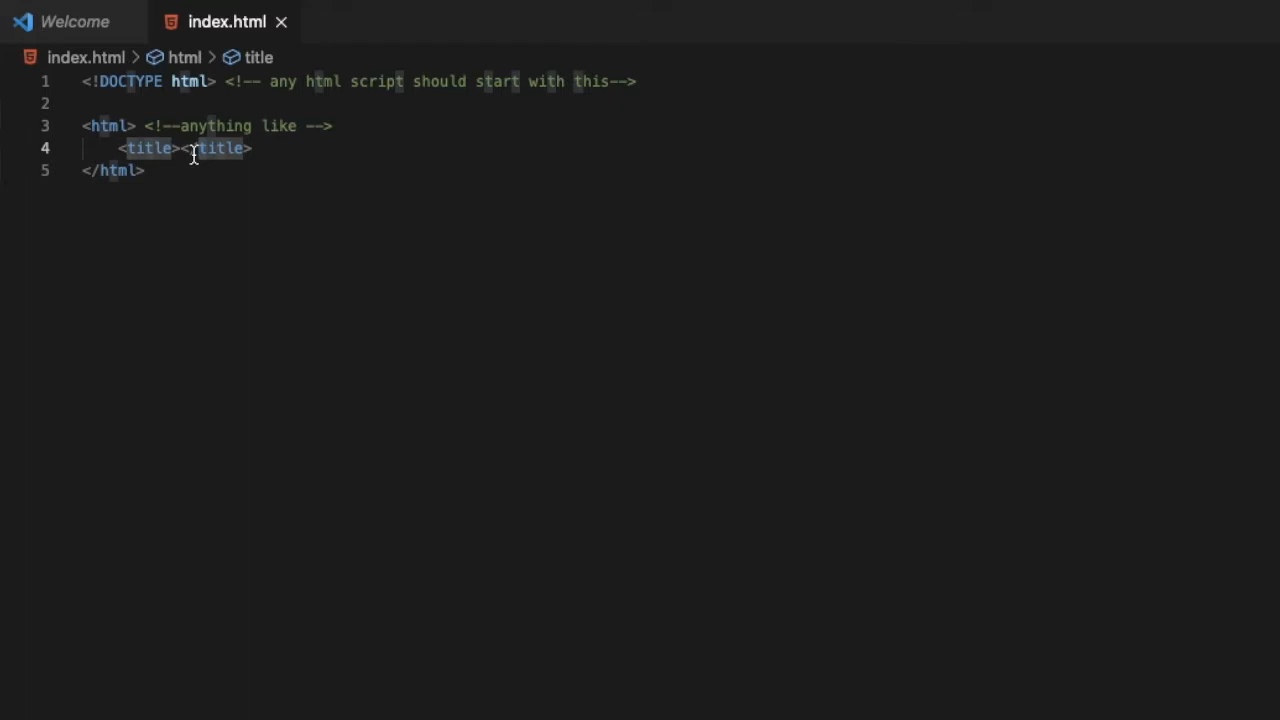 Welcome
index.html
index.html > html > title
1 <!DOCTYPE html> <!-- any html script should start with this-->
2
3 <html> <!--anything like -->
4 <title></title>
5 </html>